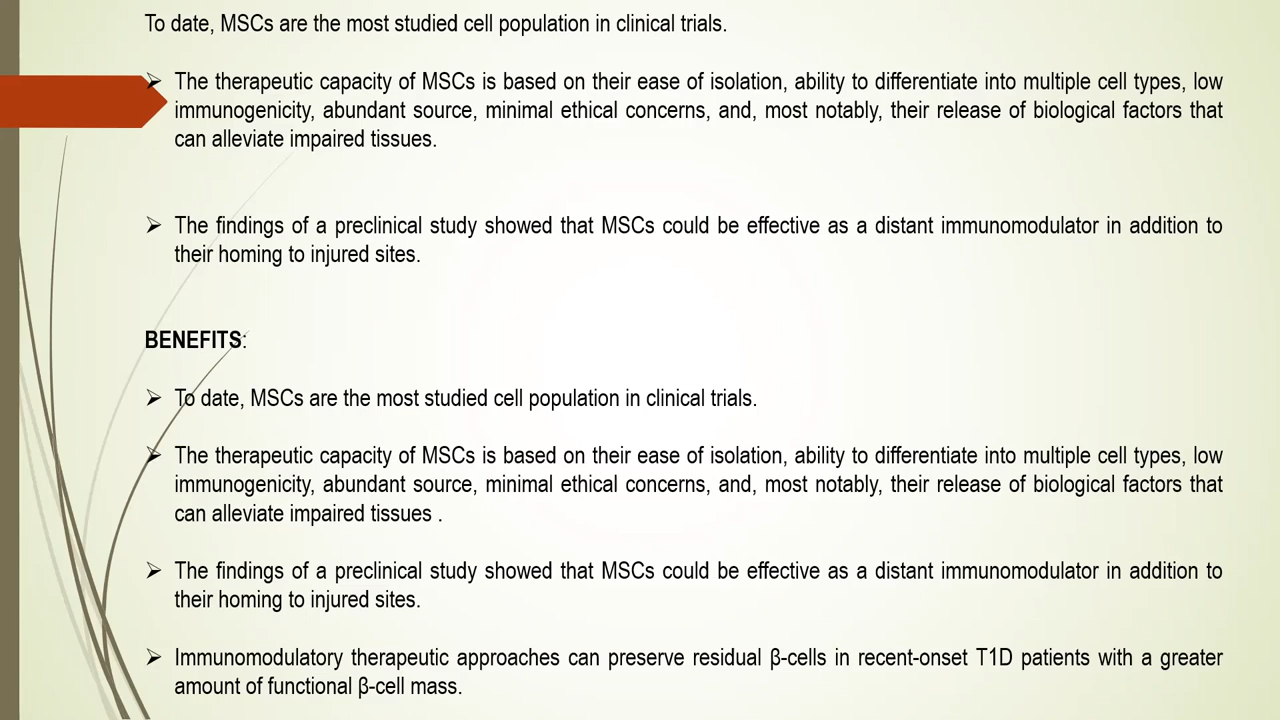 To date, MSCs are the most studied cell population in clinical trials.
➢ The therapeutic capacity of MSCs is based on their ease of isolation, ability to differentiate into multiple cell types, low
immunogenicity, abundant source, minimal ethical concerns, and, most notably, their release of biological factors that
can alleviate impaired tissues.
➢ The findings of a preclinical study showed that MSCs could be effective as a distant immunomodulator in addition to
their homing to injured sites.
BENEFITS:
➢ To date, MSCs are the most studied cell population in clinical trials.
➢ The therapeutic capacity of MSCs is based on their ease of isolation, ability to differentiate into multiple cell types, low
immunogenicity, abundant source, minimal ethical concerns, and, most notably, their release of biological factors that
can alleviate impaired tissues .
➢ The findings of a preclinical study showed that MSCs could be effective as a distant immunomodulator in addition to
their homing to injured sites.
➢ Immunomodulatory therapeutic approaches can preserve residual β-cells in recent-onset T1D patients with a greater
amount of functional β-cell mass.